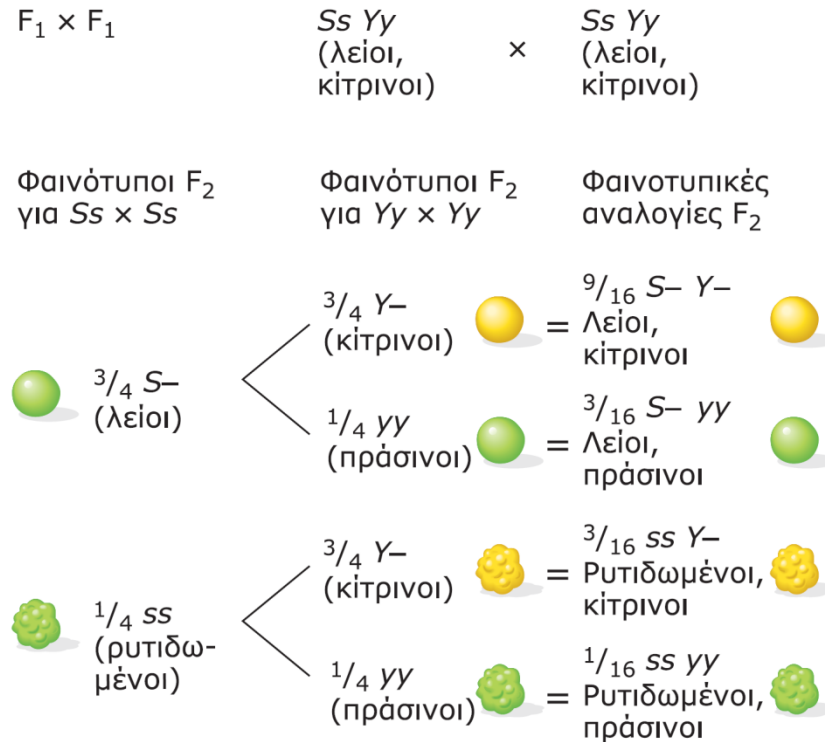 F₁ × F₁
Ss Yy
(λείοι,
κίτρινοι)
×
Ss Yy
(λείοι,
κίτρινοι)
Φαινότυποι F₂
για Ss × Ss
Φαινότυποι F₂
για Yy × Yy
Φαινοτυπικές
αναλογίες F₂
3/4 S–
(λείοι)
3/4 Y–
(κίτρινοι)
=
9/16 S– Y–
Λείοι,
κίτρινοι
1/4 yy
(πράσινοι)
=
3/16 S– yy
Λείοι,
πράσινοι
1/4 ss
(ρυτιδω-
μένοι)
3/4 Y–
(κίτρινοι)
=
3/16 ss Y–
Ρυτιδωμένοι,
κίτρινοι
1/4 yy
(πράσινοι)
=
1/16 ss yy
Ρυτιδωμένοι,
πράσινοι